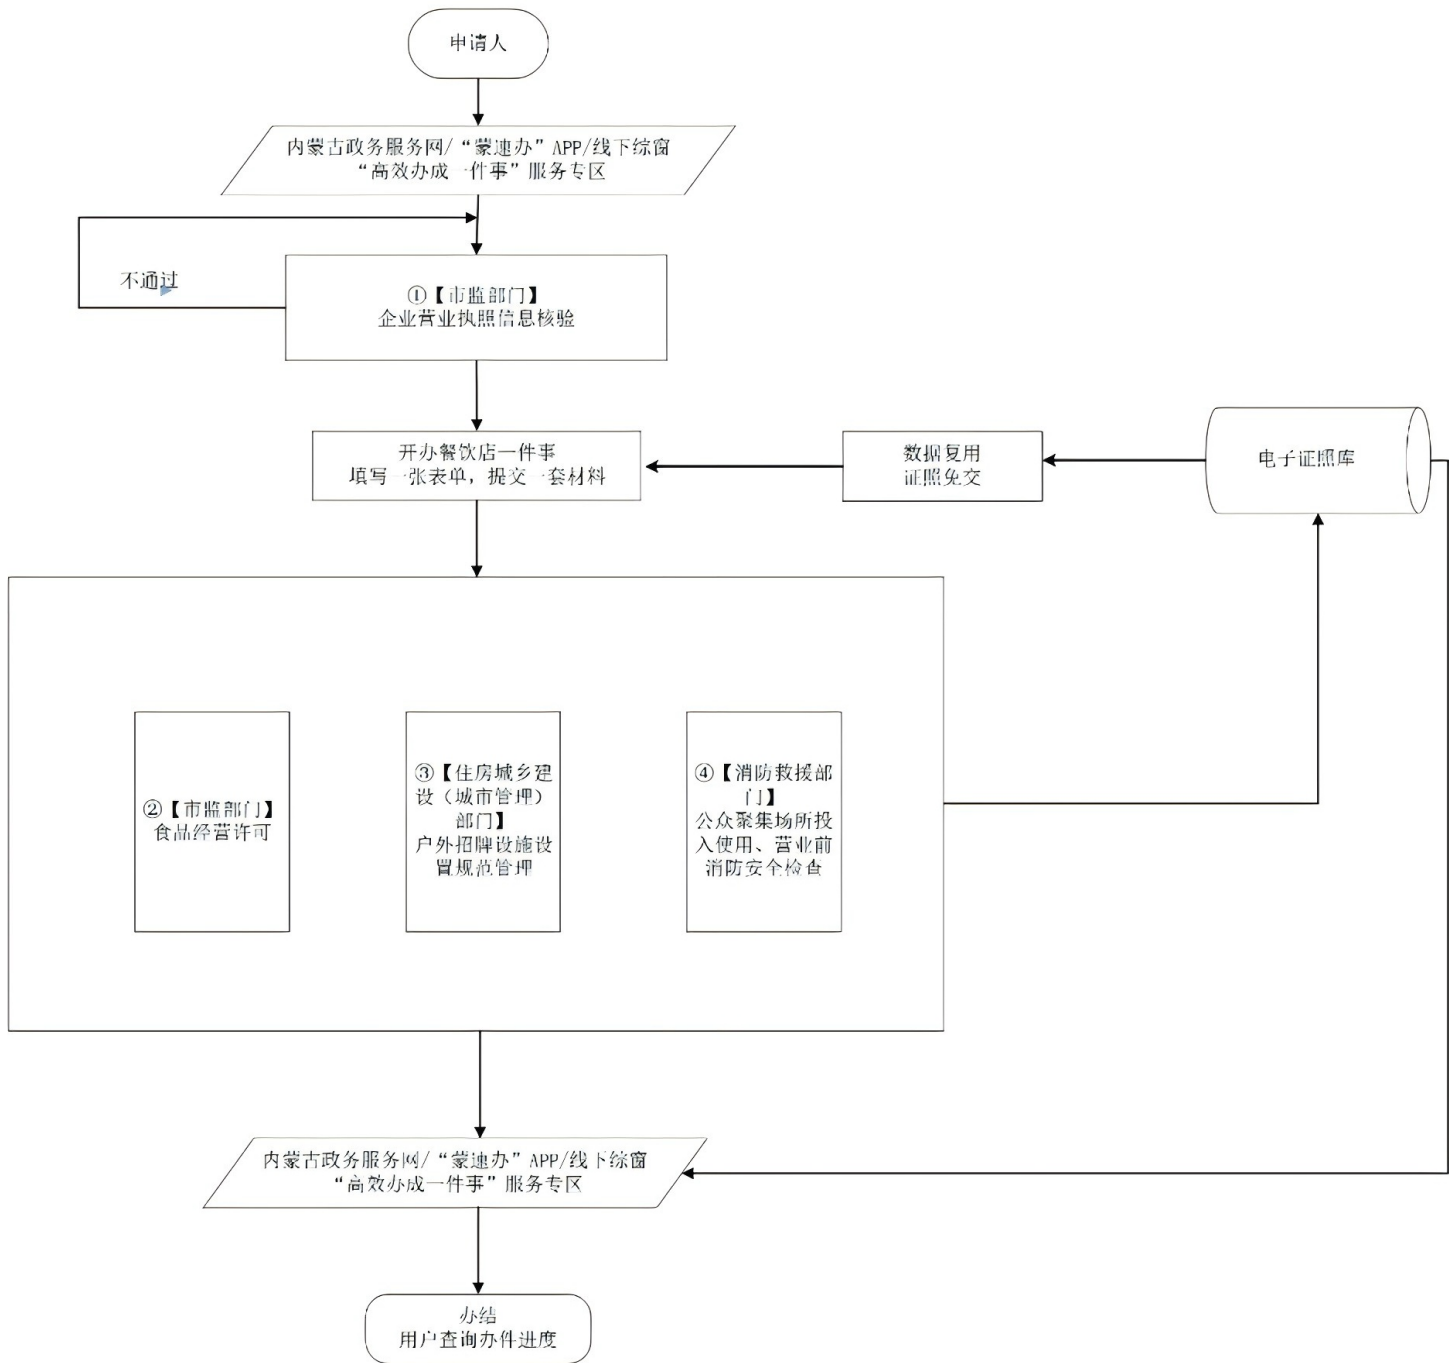 申请人
内蒙古政务服务网/“蒙速办”APP/线下综窗
“高效办成一件事”服务专区
不通过
①【市监部门】
企业营业执照信息核验
开办餐饮店一件事
填写一张表单，提交一套材料
数据复用
证照免交
电子证照库
②【市监部门】
食品经营许可
③【住房城乡建
设（城市管理）
部门】
户外招牌设施设
置规范管理
④【消防救援部
门】
公众聚集场所投
入使用、营业前
消防安全检查
内蒙古政务服务网/“蒙速办”APP/线下综窗
“高效办成一件事”服务专区
办结
用户查询办件进度